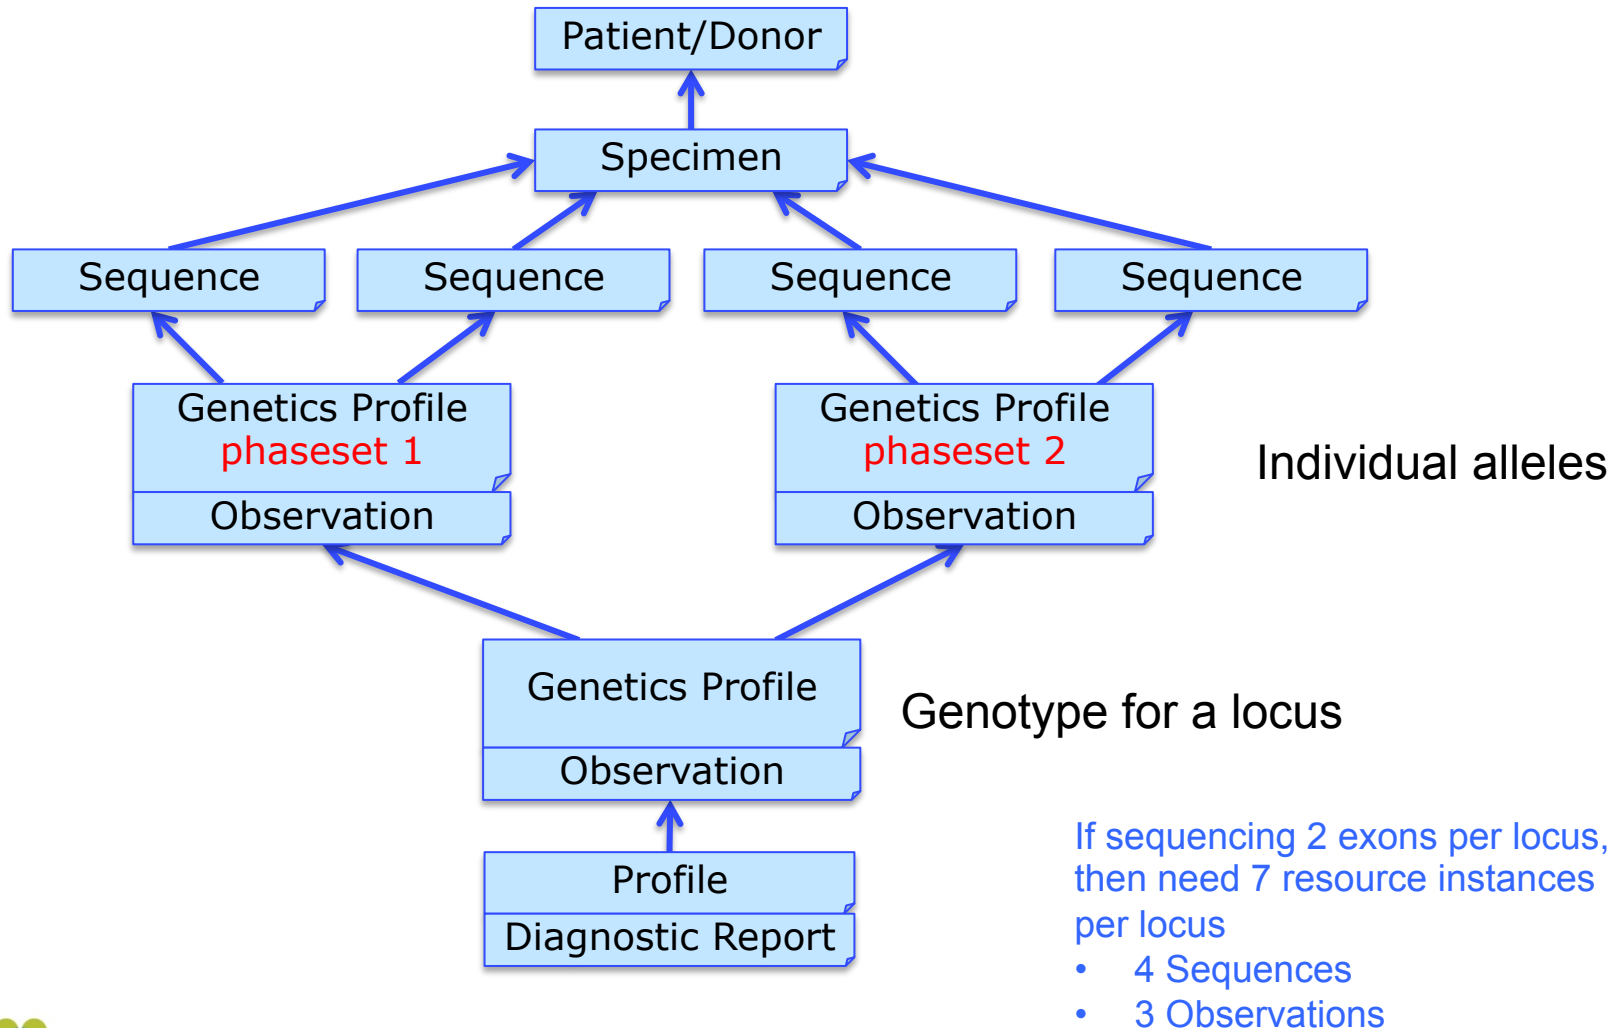 Patient/Donor
Specimen
Sequence
Sequence
Sequence
Sequence
Genetics Profile
phaseset 1
Observation
Genetics Profile
phaseset 2
Observation
Individual alleles
Genetics Profile
Observation
Genotype for a locus
Profile
Diagnostic Report
If sequencing 2 exons per locus,
then need 7 resource instances
per locus
• 4 Sequences
• 3 Observations